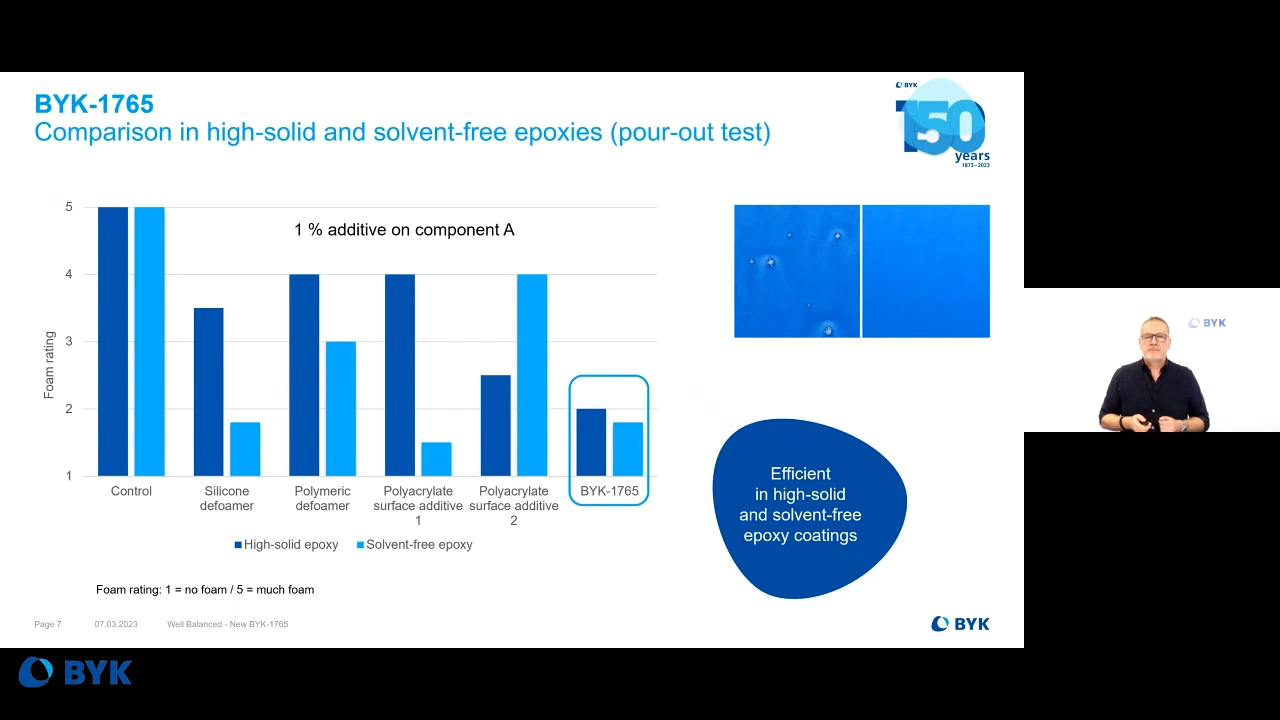 BYK-1765
Comparison in high-solid and solvent-free epoxies (pour-out test)
BYK
150
years
1873–2023
5
4
3
2
1
Foam rating
1 % additive on component A
Control
Silicone
defoamer
Polymeric
defoamer
Polyacrylate
surface additive
1
Polyacrylate
surface additive
2
BYK-1765
High-solid epoxy
Solvent-free epoxy
Foam rating: 1 = no foam / 5 = much foam
Efficient
in high-solid
and solvent-free
epoxy coatings
Page 7
07.03.2023
Well Balanced - New BYK-1765
BYK
BYK
BYK